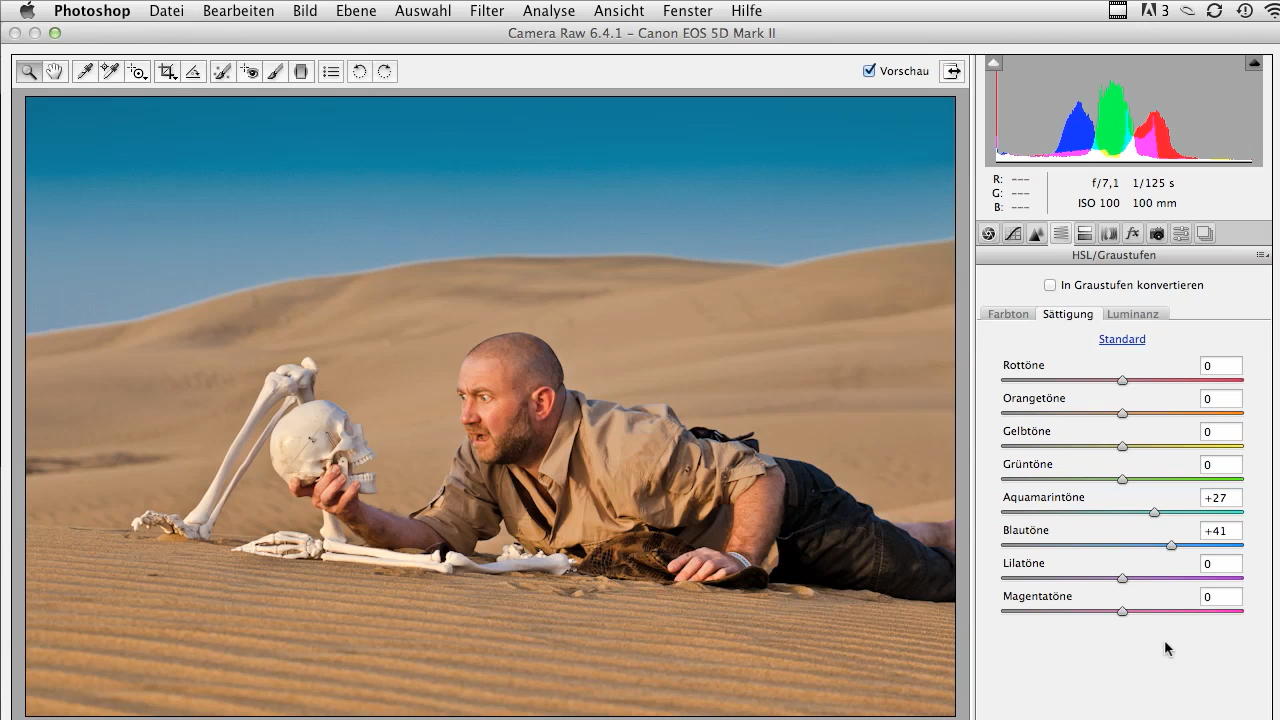 Photoshop Datei Bearbeiten Bild Ebene Auswahl Filter Analyse Ansicht Fenster Hilfe 3
Camera Raw 6.4.1 – Canon EOS 5D Mark II
Vorschau
R: ---
G: ---
B: ---
f/7,1 1/125 s
ISO 100 100 mm
fx
HSL/Graustufen
In Graustufen konvertieren
Farbton Sättigung Luminanz
Standard
Rottöne 0
Orangetöne 0
Gelbtöne 0
Grüntöne 0
Aquamarintöne +27
Blautöne +41
Lilatöne 0
Magentatöne 0